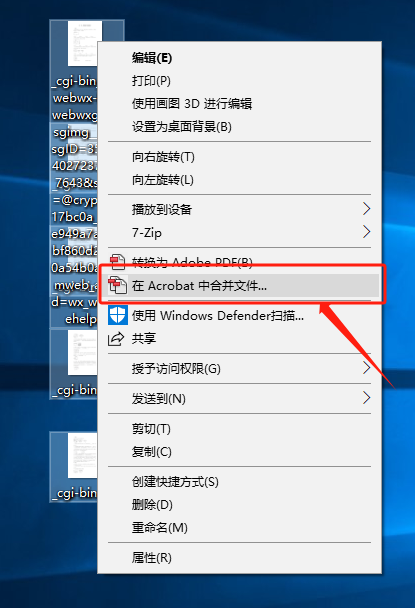 _cgi-bin_
webwx-
webwxg
sgimg_
sgID=35
402723
_7643&s
=@cryp
17bc0a_
e949a7a
bf860d2
0a54b0a
mweb_a
d=wx_w
ehelp
_cgi-bin
_cgi-bin
编辑(E)
打印(P)
使用画图 3D 进行编辑
设置为桌面背景(B)
向右旋转(T)
向左旋转(L)
播放到设备
7-Zip
转换为 Adobe PDF(B)
在 Acrobat 中合并文件...
使用 Windows Defender扫描...
共享
授予访问权限(G)
发送到(N)
剪切(T)
复制(C)
创建快捷方式(S)
删除(D)
重命名(M)
属性(R)